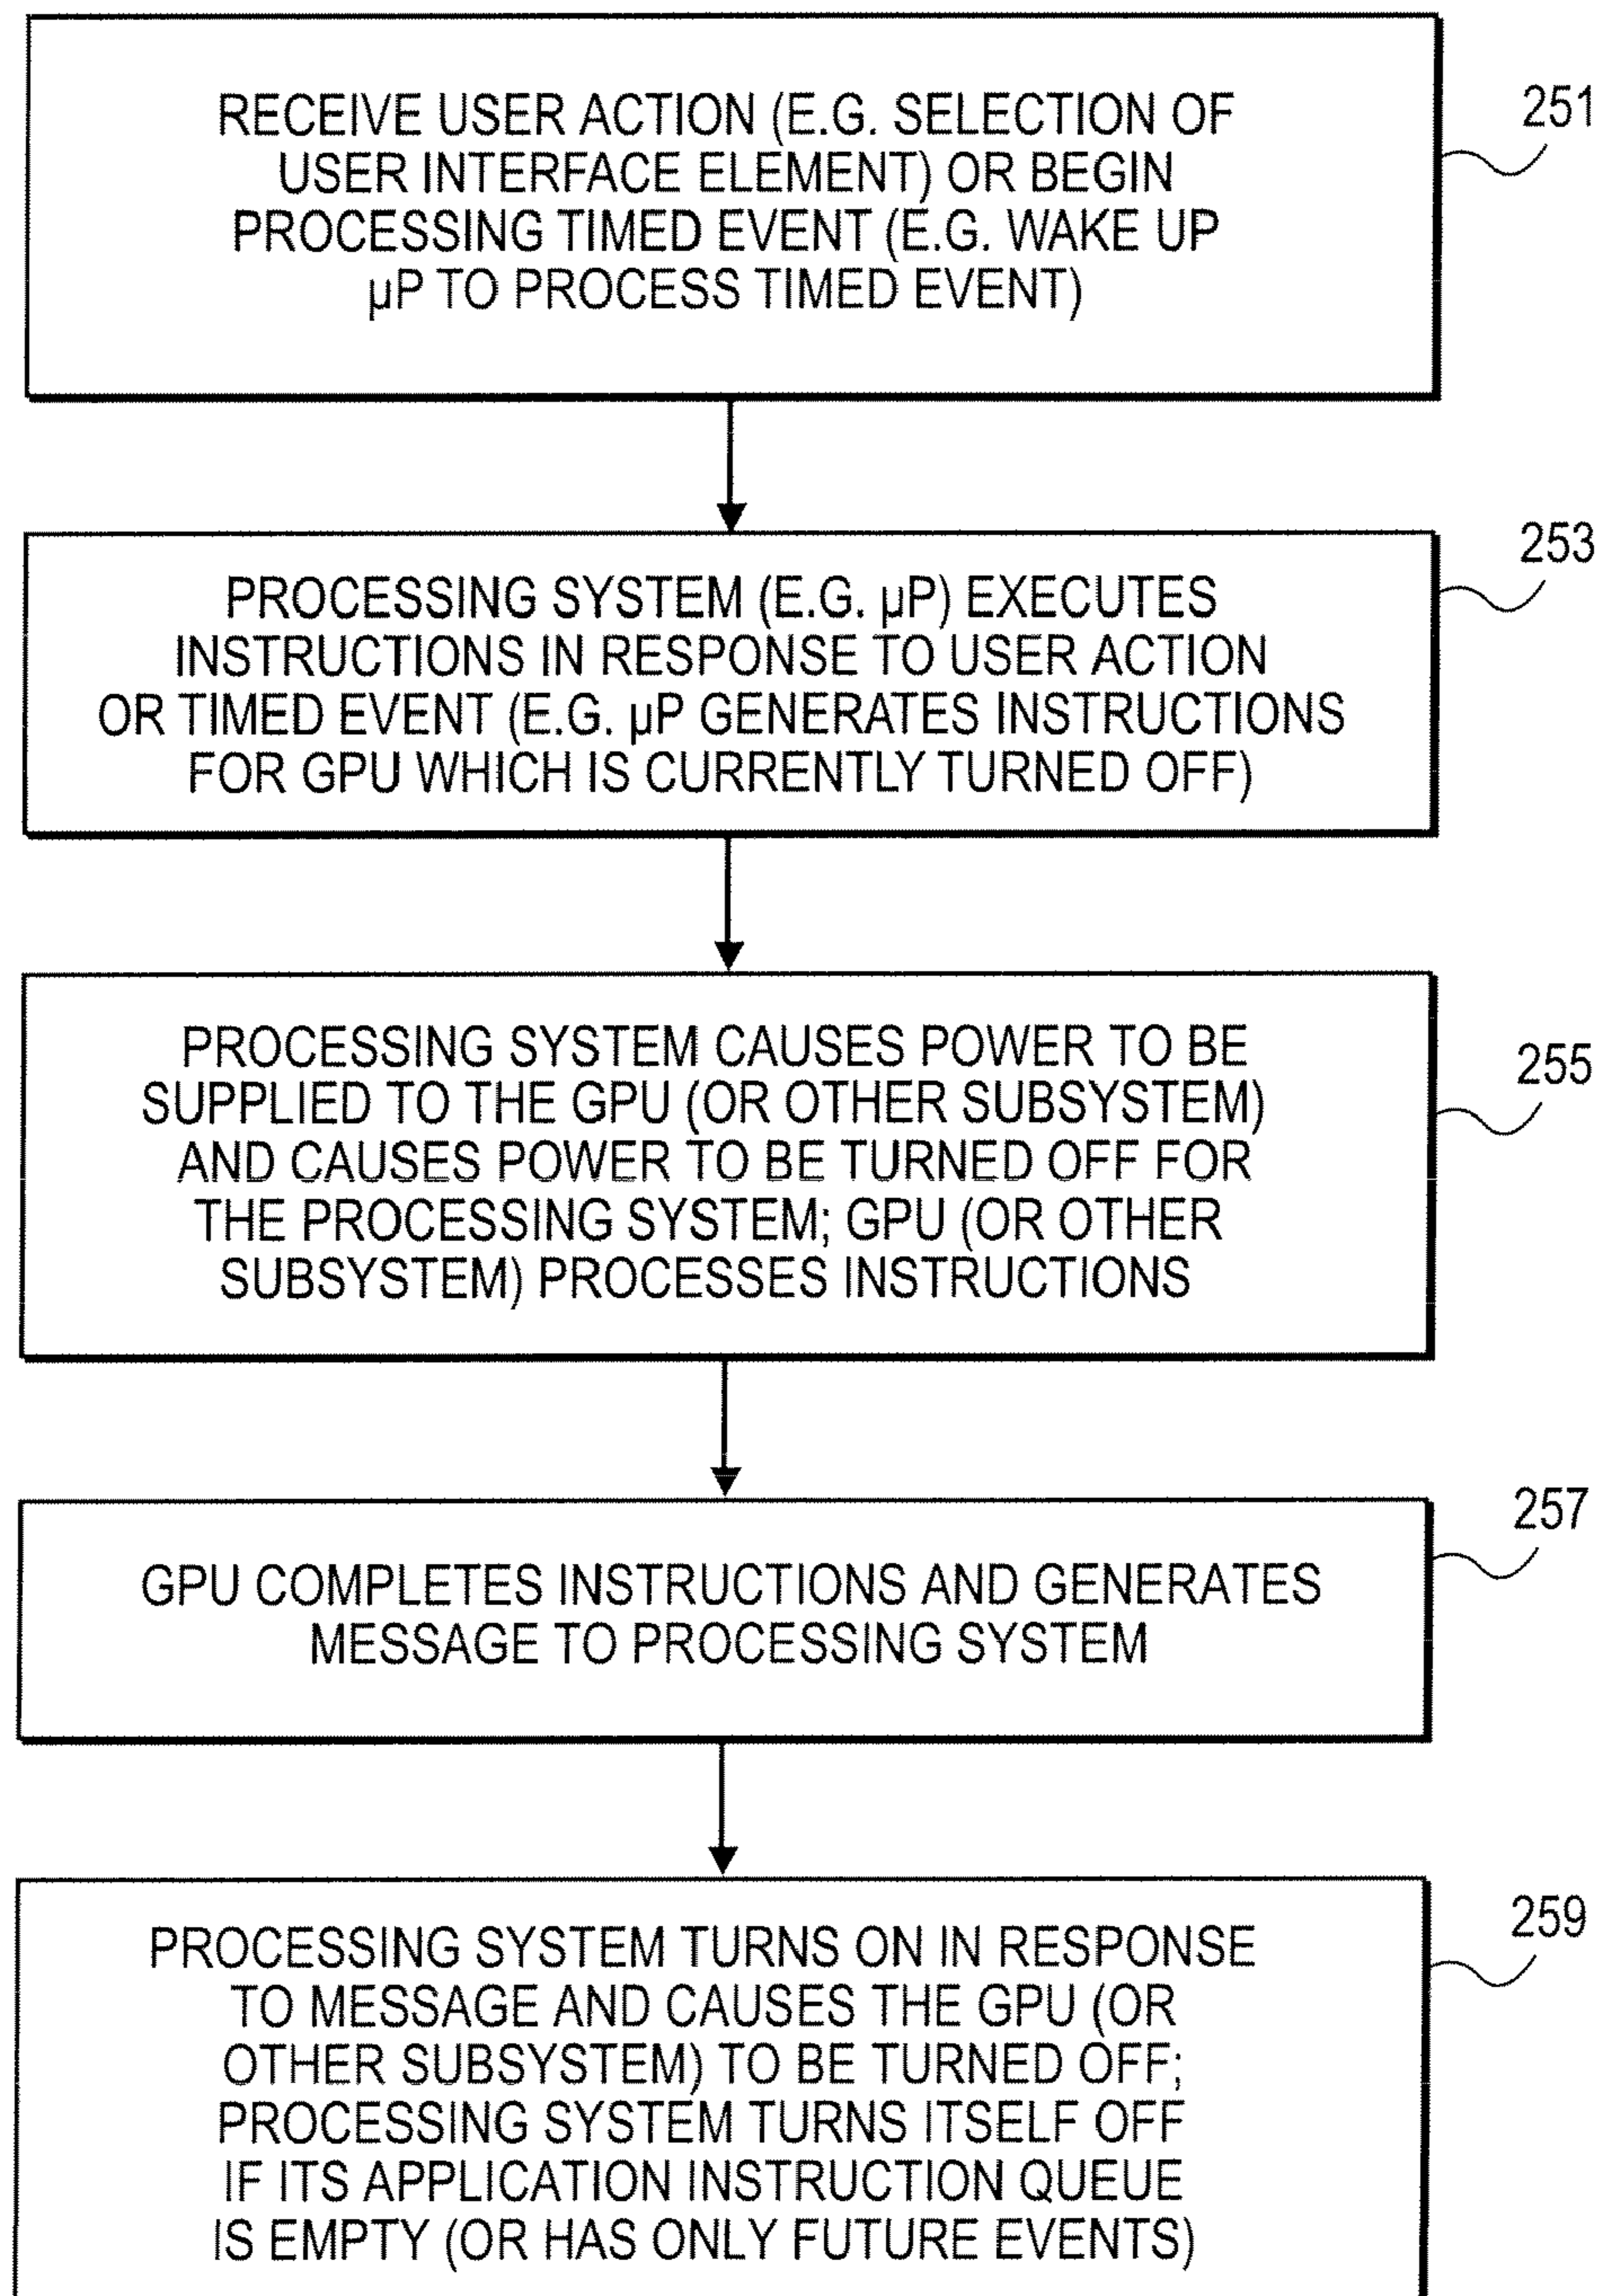 RECEIVE USER ACTION (E.G. SELECTION OF
USER INTERFACE ELEMENT) OR BEGIN
PROCESSING TIMED EVENT (E.G. WAKE UP
µP TO PROCESS TIMED EVENT)
251
PROCESSING SYSTEM (E.G. µP) EXECUTES
INSTRUCTIONS IN RESPONSE TO USER ACTION
OR TIMED EVENT (E.G. µP GENERATES INSTRUCTIONS
FOR GPU WHICH IS CURRENTLY TURNED OFF)
253
PROCESSING SYSTEM CAUSES POWER TO BE
SUPPLIED TO THE GPU (OR OTHER SUBSYSTEM)
AND CAUSES POWER TO BE TURNED OFF FOR
THE PROCESSING SYSTEM; GPU (OR OTHER
SUBSYSTEM) PROCESSES INSTRUCTIONS
255
GPU COMPLETES INSTRUCTIONS AND GENERATES
MESSAGE TO PROCESSING SYSTEM
257
PROCESSING SYSTEM TURNS ON IN RESPONSE
TO MESSAGE AND CAUSES THE GPU (OR
OTHER SUBSYSTEM) TO BE TURNED OFF;
PROCESSING SYSTEM TURNS ITSELF OFF
IF ITS APPLICATION INSTRUCTION QUEUE
IS EMPTY (OR HAS ONLY FUTURE EVENTS)
259